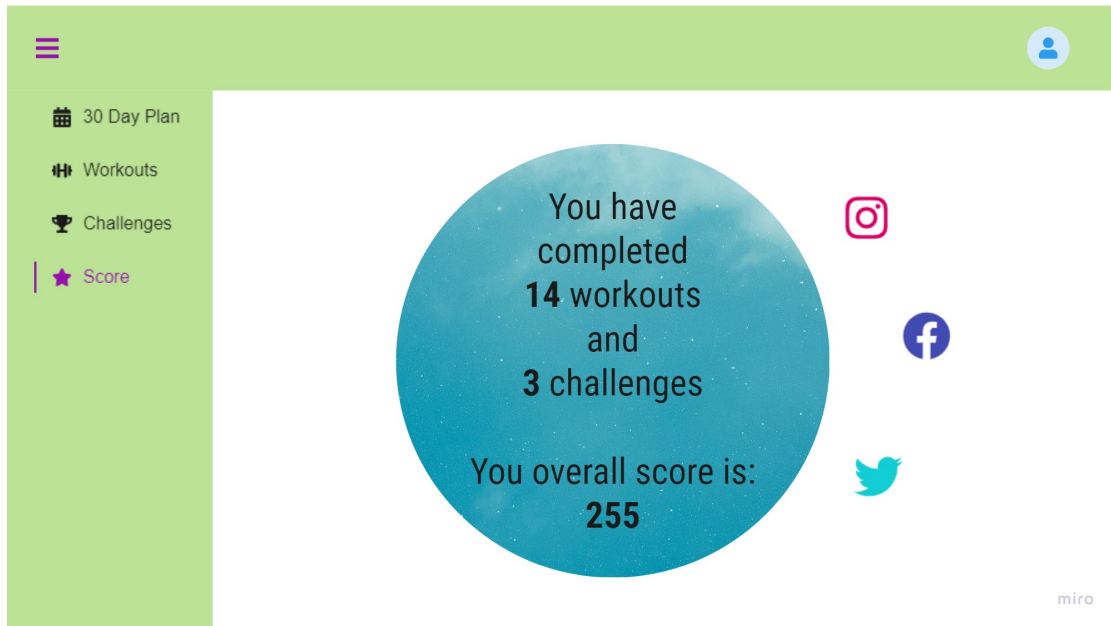 30 Day Plan
Workouts
Challenges
Score
You have
completed
14 workouts
and
3 challenges
You overall score is:
255
miro